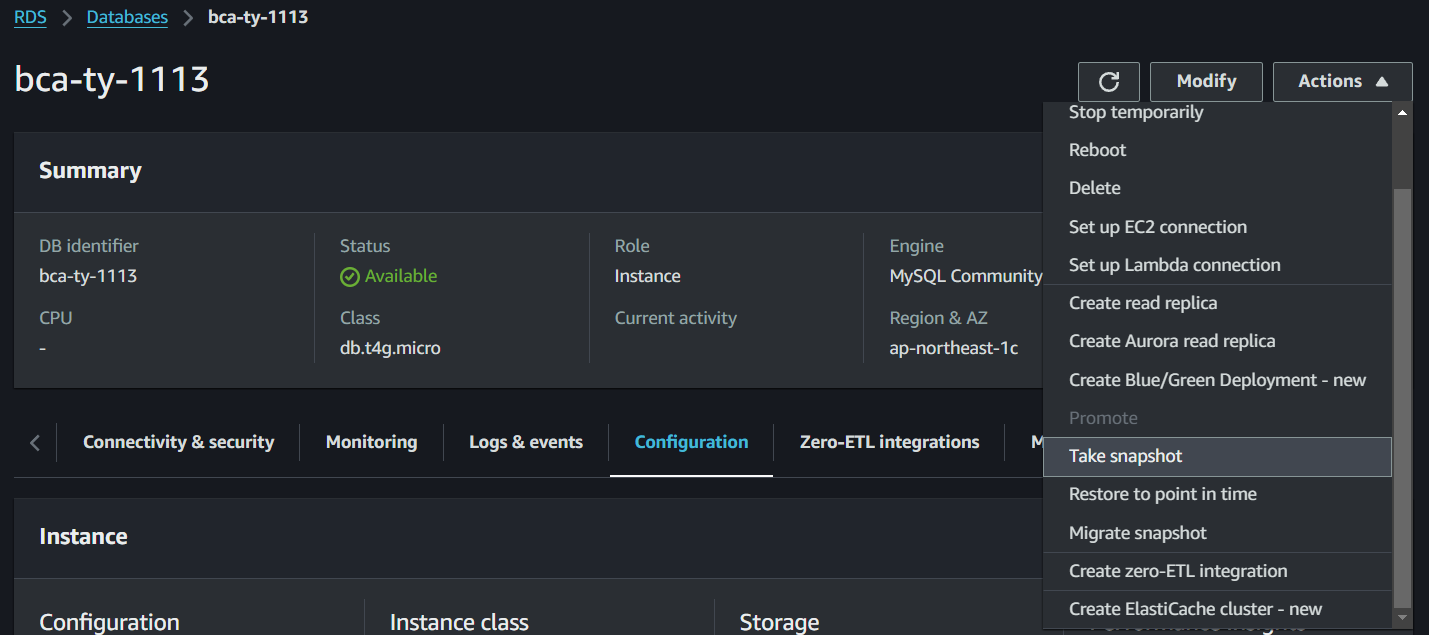 RDS > Databases > bca-ty-1113
bca-ty-1113
Modify
Actions
Stop temporarily
Reboot
Delete
Set up EC2 connection
Set up Lambda connection
Create read replica
Create Aurora read replica
Create Blue/Green Deployment - new
Promote
Take snapshot
Restore to point in time
Migrate snapshot
Create zero-ETL integration
Create ElastiCache cluster - new
Summary
DB identifier
bca-ty-1113
CPU
-
Status
Available
Class
db.t4g.micro
Role
Instance
Current activity
Engine
MySQL Community
Region & AZ
ap-northeast-1c
Connectivity & security
Monitoring
Logs & events
Configuration
Zero-ETL integrations
Instance
Configuration
Instance class
Storage